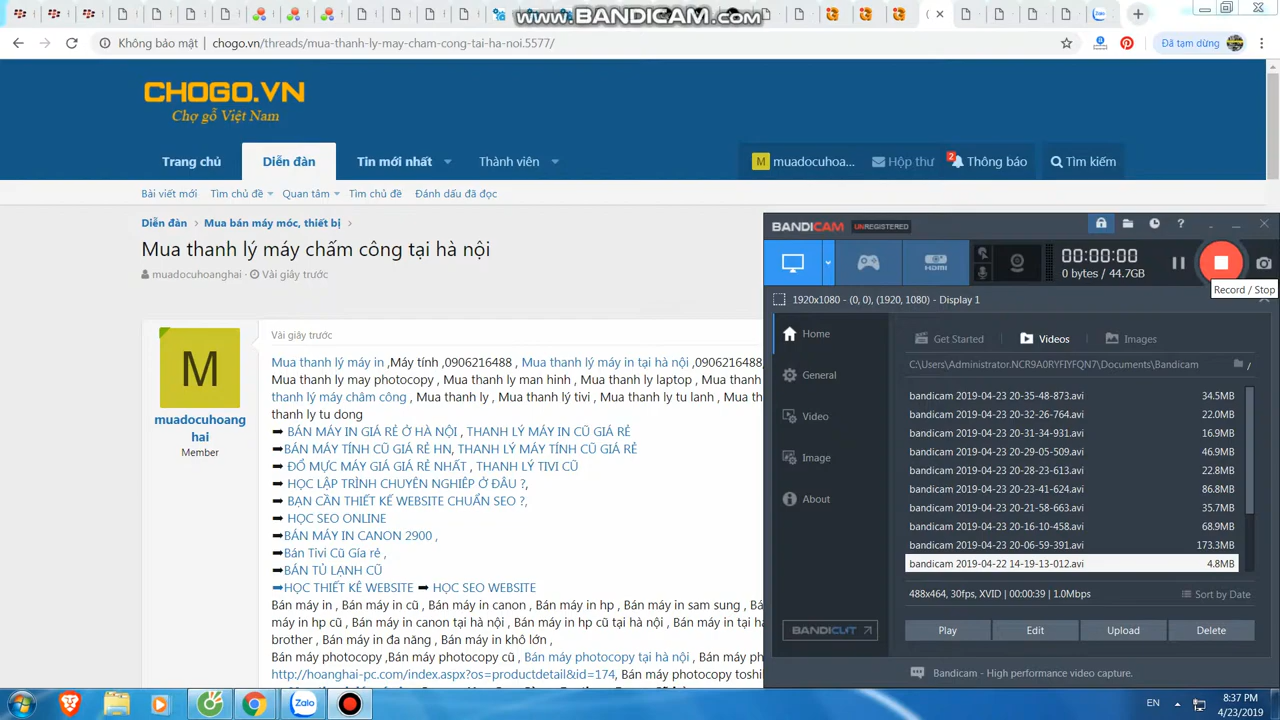 www.BANDICAM.com
Không bảo mật | chogo.vn/threads/mua-thanh-ly-may-cham-cong-tai-ha-noi.5577/
Đã tạm dừng
CHOGO.VN
Chợ gỗ Việt Nam
Trang chủ
Diễn đàn
Tin mới nhất
Thành viên
M
muadocuhoa...
Hộp thư
2
Thông báo
Tìm kiếm
Bài viết mới
Tìm chủ đề
Quan tâm
Tìm chủ đề
Đánh dấu đã đọc
Diễn đàn
Mua bán máy móc, thiết bị
Mua thanh lý máy chấm công tại hà nội
muadocuhoanghai
Vài giây trước
M
muadocuhoang
hai
Member
Vài giây trước
Mua thanh lý máy in ,Máy tính ,0906216488 , Mua thanh lý máy in tại hà nội ,0906216488,
Mua thanh lý may photocopy , Mua thanh lý man hinh , Mua thanh lý laptop , Mua thanh
thanh lý máy châm công , Mua thanh lý , Mua thanh lý tivi , Mua thanh lý tu lanh , Mua tha
thanh lý tu dong
➡ BÁN MÁY IN GIÁ RẺ Ở HÀ NỘI , THANH LÝ MÁY IN CŨ GIÁ RẺ
➡BÁN MÁY TÍNH CŨ GIÁ RẺ HN, THANH LÝ MÁY TÍNH CŨ GIÁ RẺ
➡ ĐỔ MỰC MÁY GIÁ GIÁ RẺ NHẤT , THANH LÝ TIVI CŨ
➡ HỌC LẬP TRÌNH CHUYÊN NGHIÊP Ở ĐÂU ?,
➡ BẠN CẦN THIẾT KẾ WEBSITE CHUẨN SEO ?,
➡ HỌC SEO ONLINE
➡BÁN MÁY IN CANON 2900 ,
➡Bán Tivi Cũ Gía rẻ ,
➡BÁN TỦ LẠNH CŨ
➡HỌC THIẾT KÊ WEBSITE ➡ HỌC SEO WEBSITE
Bán máy in , Bán máy in cũ , Bán máy in canon , Bán máy in hp , Bán máy in sam sung , Bá
máy in hp cũ , Bán máy in canon tại hà nội , Bán máy in hp cũ tại hà nội , Bán máy in
brother , Bán máy in đa năng , Bán máy in khổ lớn ,
Bán máy photocopy ,Bán máy photocopy cũ , Bán máy photocopy tại hà nội , Bán máy ph
http://hoanghai-pc.com/index.aspx?os=productdetail&id=174, Bán máy photocopy toshi
BANDICAM UNREGISTERED
?
HDMI
00:00:00
0 bytes / 44.7GB
Record / Stop
1920x1080 - (0, 0), (1920, 1080) - Display 1
Home
General
Video
Image
About
BANDICUT
Get Started
Videos
Images
C:\Users\Administrator.NCR9A0RYFIYFQN7\Documents\Bandicam
bandicam 2019-04-23 20-35-48-873.avi 34.5MB
bandicam 2019-04-23 20-32-26-764.avi 22.0MB
bandicam 2019-04-23 20-31-34-931.avi 16.9MB
bandicam 2019-04-23 20-29-05-509.avi 46.9MB
bandicam 2019-04-23 20-28-23-613.avi 22.8MB
bandicam 2019-04-23 20-23-41-624.avi 86.8MB
bandicam 2019-04-23 20-21-58-663.avi 35.7MB
bandicam 2019-04-23 20-16-10-458.avi 68.9MB
bandicam 2019-04-23 20-06-59-391.avi 173.3MB
bandicam 2019-04-22 14-19-13-012.avi 4.8MB
488x464, 30fps, XVID | 00:00:39 | 1.0Mbps
Sort by Date
Play
Edit
Upload
Delete
Bandicam - High performance video capture.
Zalo
EN
8:37 PM
4/23/2019